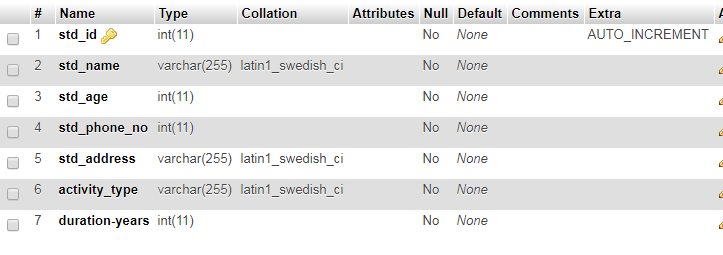 # Name Type Collation Attributes Null Default Comments Extra
1 std_id int(11) No None AUTO_INCREMENT
2 std_name varchar(255) latin1_swedish_ci No None
3 std_age int(11) No None
4 std_phone_no int(11) No None
5 std_address varchar(255) latin1_swedish_ci No None
6 activity_type varchar(255) latin1_swedish_ci No None
7 duration-years int(11) No None